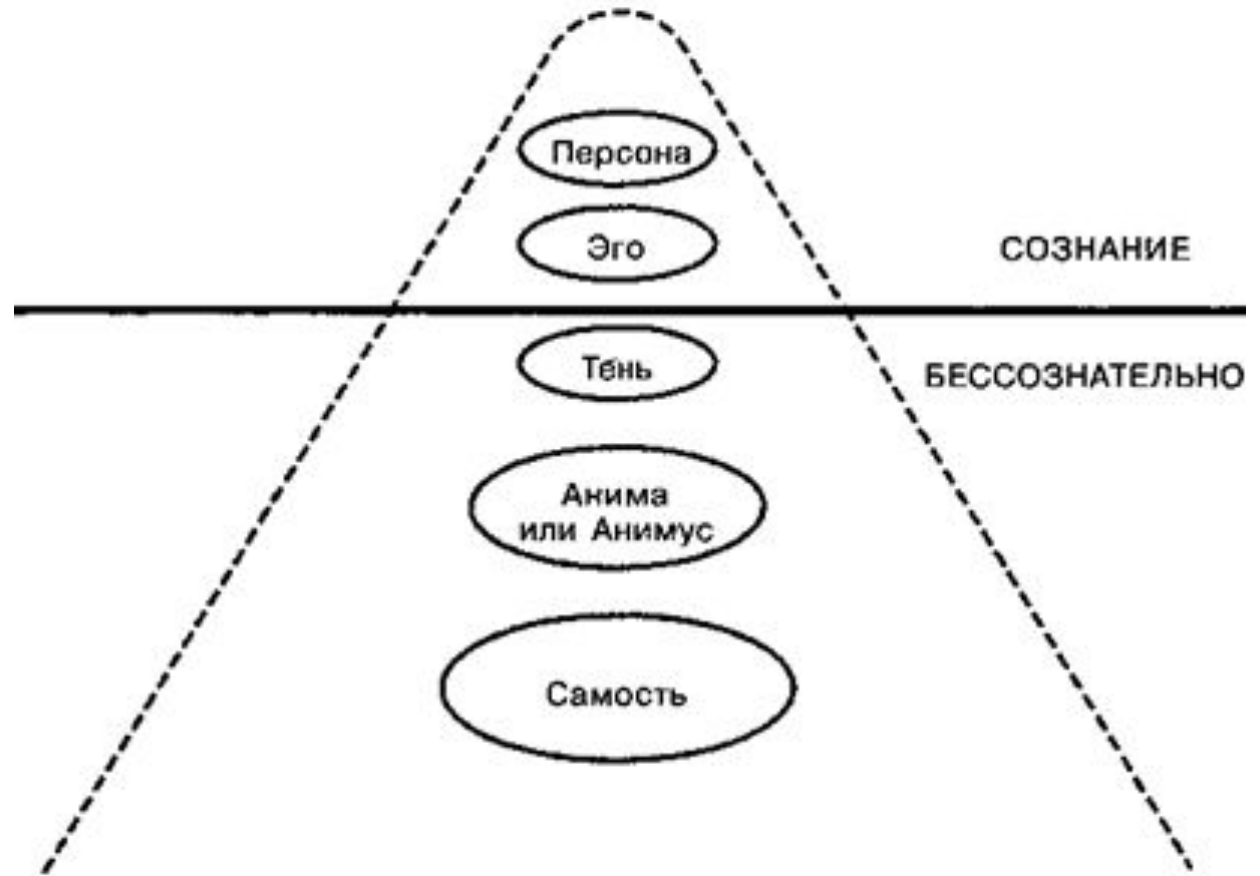 Персона
Эго
СОЗНАНИЕ
Тень
БЕССОЗНАТЕЛЬНО
Анима
или Анимус
Самость